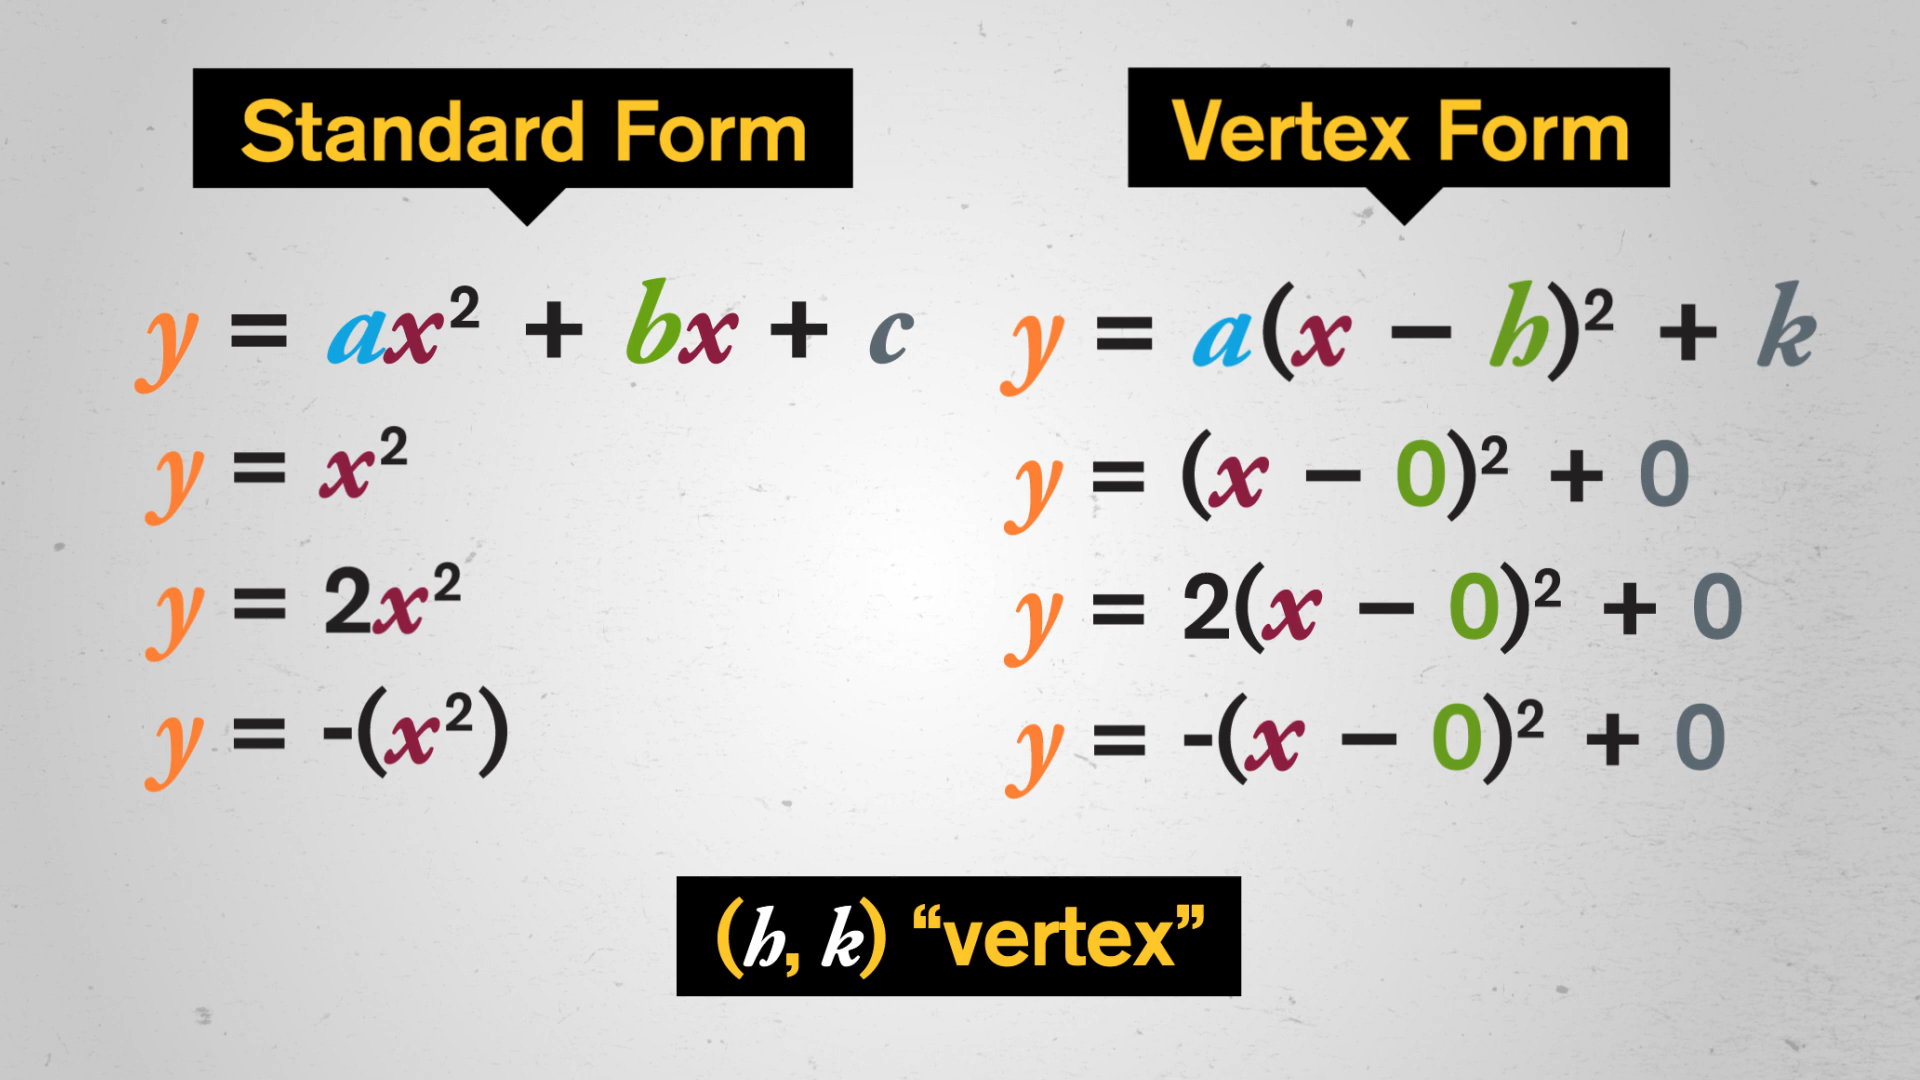 Standard Form
y = ax² + bx + c
y = x²
y = 2x²
y = -(x²)
Vertex Form
y = a(x − h)² + k
y = (x − 0)² + 0
y = 2(x − 0)² + 0
y = -(x − 0)² + 0
(h, k) “vertex”